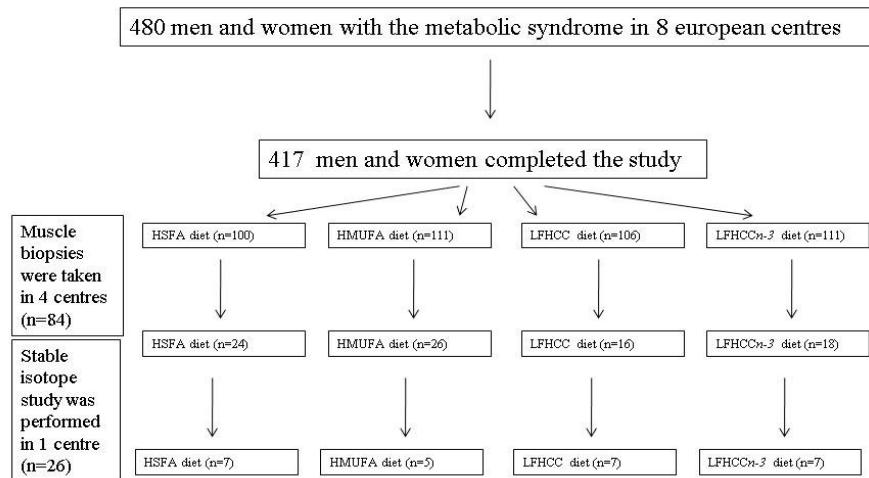 480 men and women with the metabolic syndrome in 8 european centres
417 men and women completed the study
Muscle
biopsies
were taken
in 4 centres
(n=84)
HSFA diet (n=100)
HMUFA diet (n=111)
LFHCC diet (n=106)
LFHCCn-3 diet (n=111)
HSFA diet (n=24)
HMUFA diet (n=26)
LFHCC diet (n=16)
LFHCCn-3 diet (n=18)
Stable
isotope
study was
performed
in 1 centre
(n=26)
HSFA diet (n=7)
HMUFA diet (n=5)
LFHCC diet (n=7)
LFHCCn-3 diet (n=7)